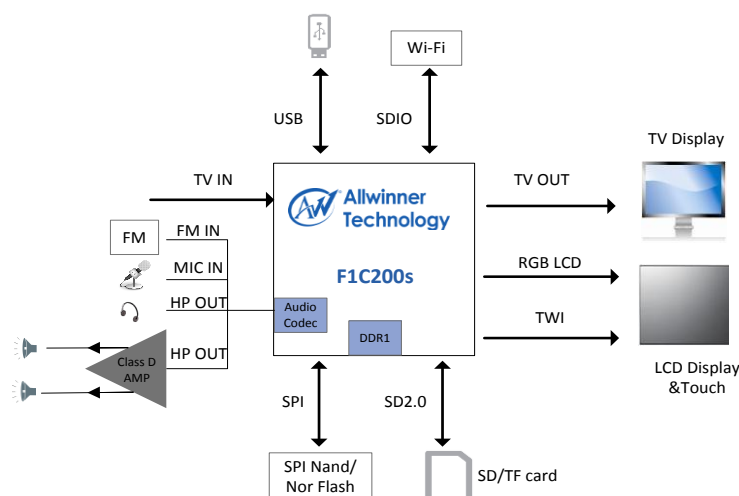 Wi-Fi
USB
SDIO
TV Display
TV IN
AW
Allwinner
Technology
TV OUT
FM
FM IN
MIC IN
F1C200s
RGB LCD
HP OUT
Audio
Codec
DDR1
TWI
Class D
AMP
HP OUT
LCD Display
&Touch
SPI
SD2.0
SPI Nand/
Nor Flash
SD/TF card